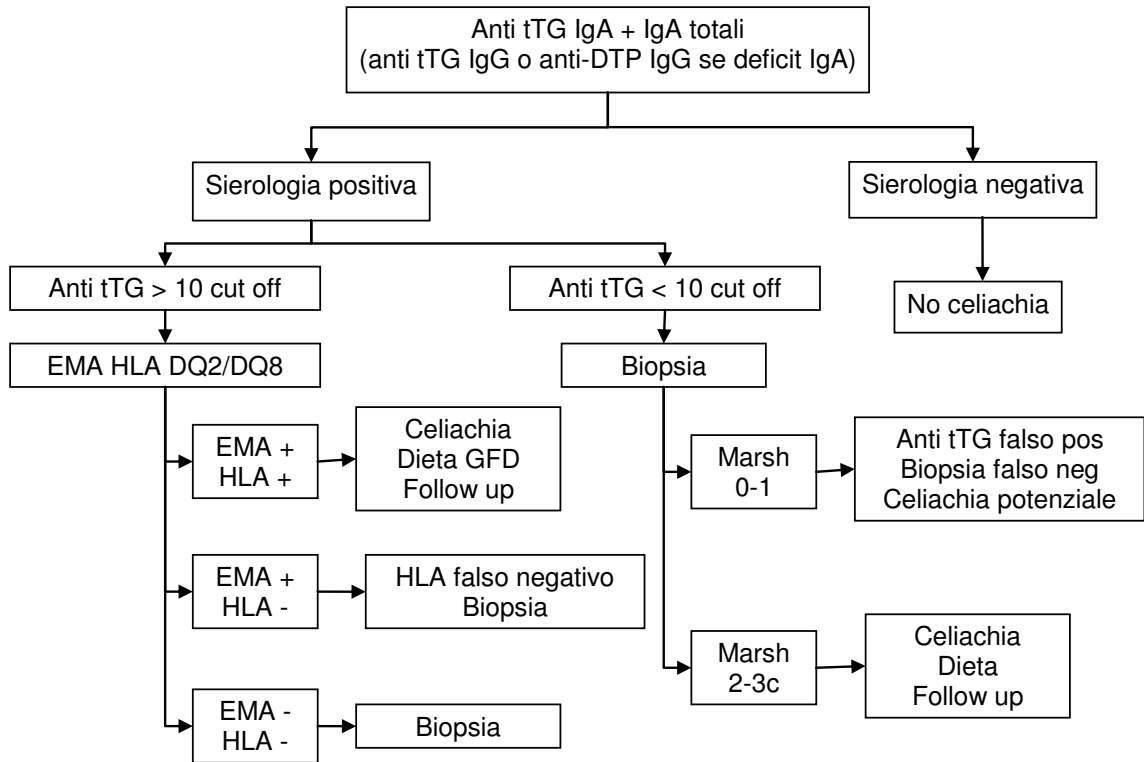 Anti tTG IgA + IgA totali
(anti tTG IgG o anti-DTP IgG se deficit IgA)
Sierologia positiva
Sierologia negativa
Anti tTG > 10 cut off
Anti tTG < 10 cut off
No celiachia
EMA HLA DQ2/DQ8
Biopsia
EMA +
HLA +
Celiachia
Dieta GFD
Follow up
Marsh
0-1
Anti tTG falso pos
Biopsia falso neg
Celiachia potenziale
EMA +
HLA -
HLA falso negativo
Biopsia
Marsh
2-3c
Celiachia
Dieta
Follow up
EMA -
HLA -
Biopsia